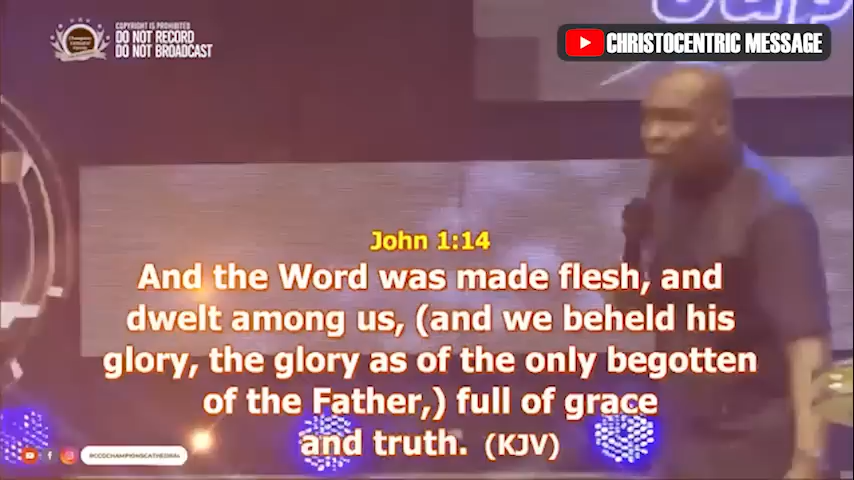 COPYRIGHT IS PROHIBITED
DO NOT RECORD
DO NOT BROADCAST
CHRISTOCENTRIC MESSAGE
John 1:14
And the Word was made flesh, and
dwelt among us, (and we beheld his
glory, the glory as of the only begotten
of the Father,) full of grace
and truth. (KJV)